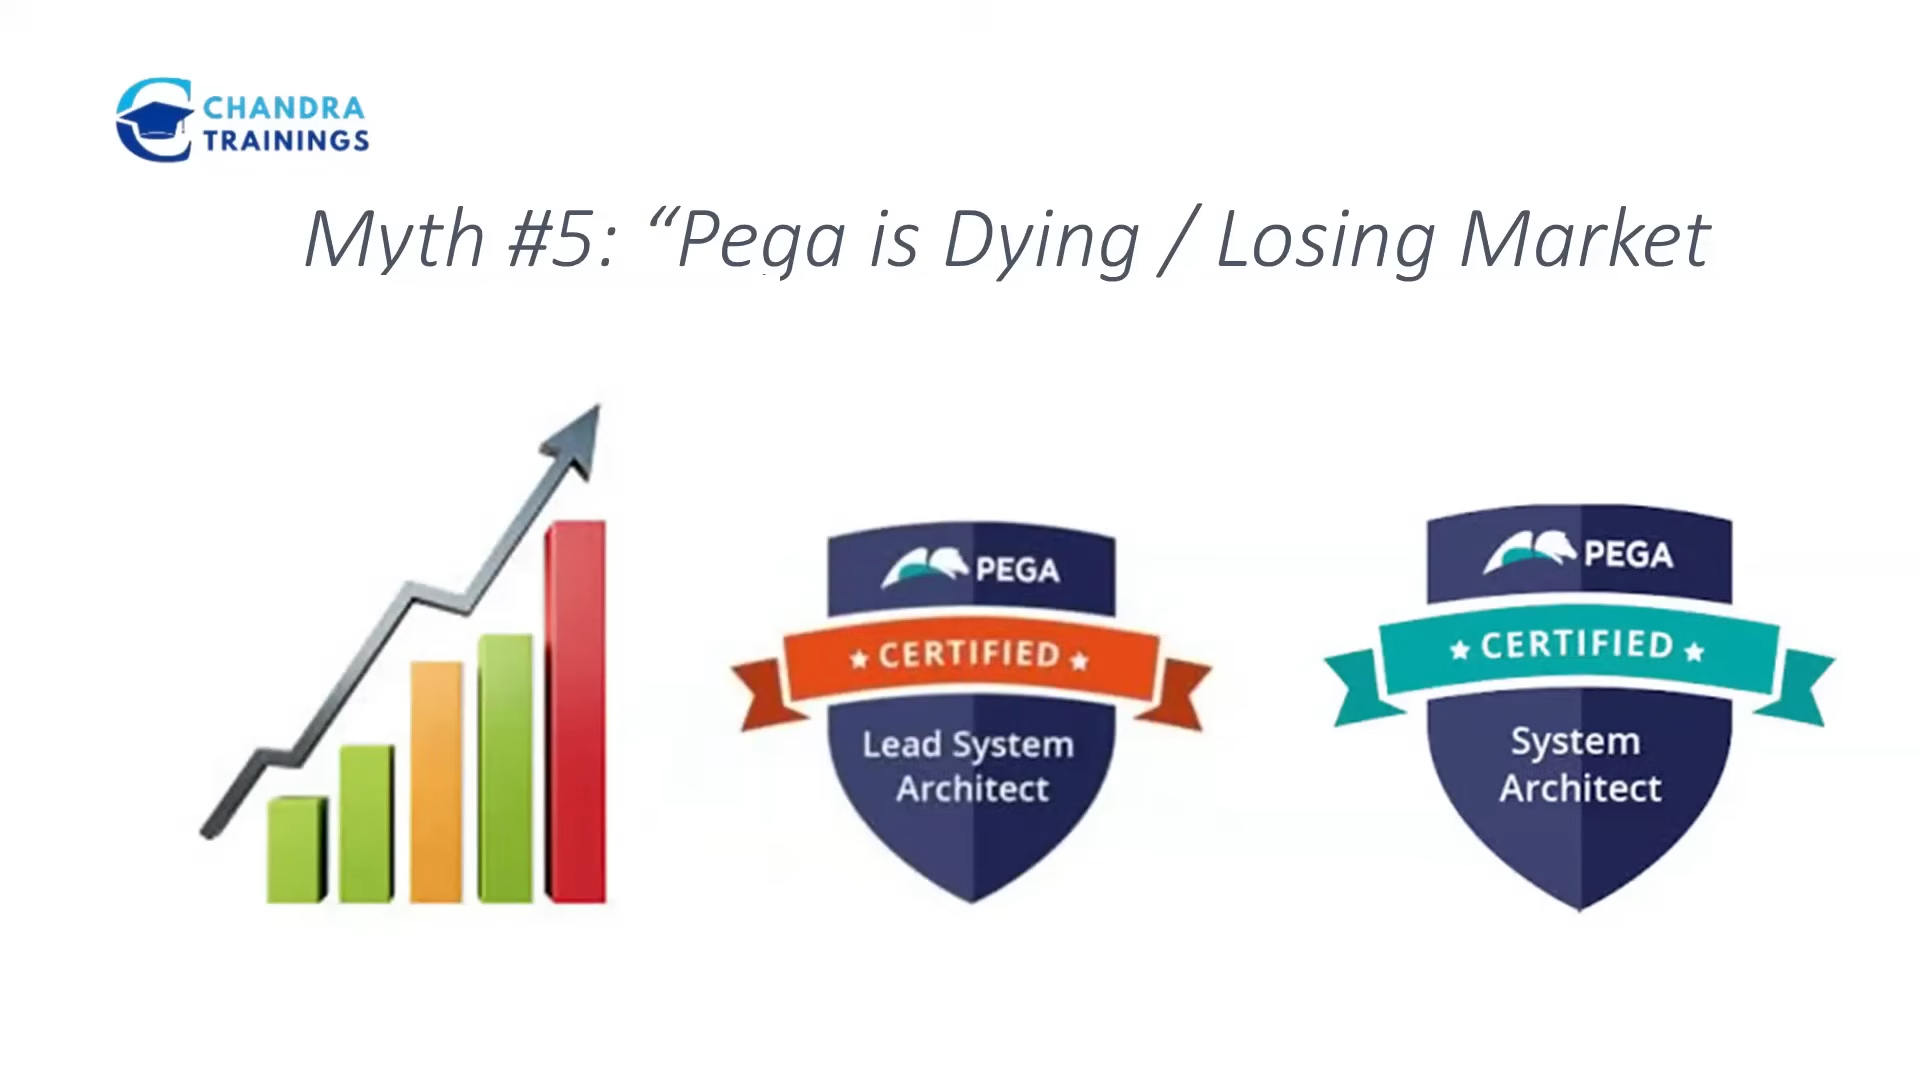 CHANDRA
TRAININGS
Myth #5: “Pega is Dying / Losing Market
PEGA
CERTIFIED
Lead System
Architect
PEGA
CERTIFIED
System
Architect